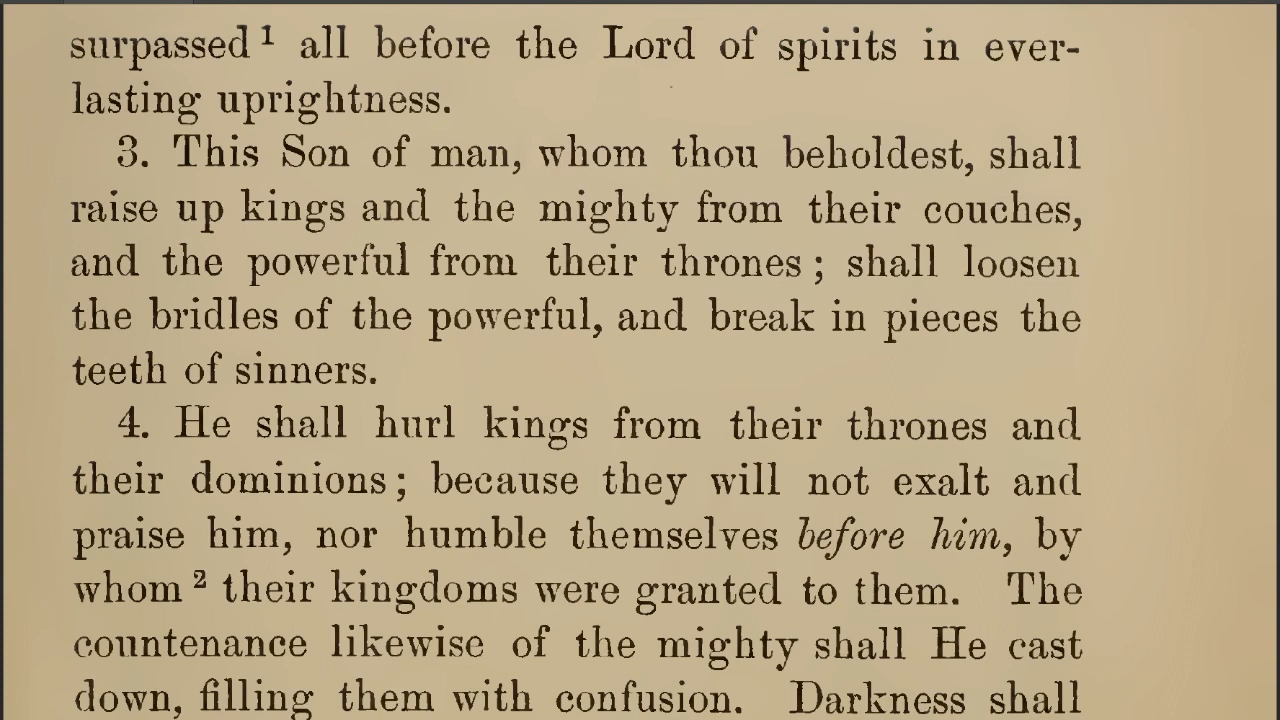 surpassed ¹ all before the Lord of spirits in ever-
lasting uprightness.
3. This Son of man, whom thou beholdest, shall
raise up kings and the mighty from their couches,
and the powerful from their thrones ; shall loosen
the bridles of the powerful, and break in pieces the
teeth of sinners.
4. He shall hurl kings from their thrones and
their dominions ; because they will not exalt and
praise him, nor humble themselves before him, by
whom ² their kingdoms were granted to them. The
countenance likewise of the mighty shall He cast
down, filling them with confusion. Darkness shall